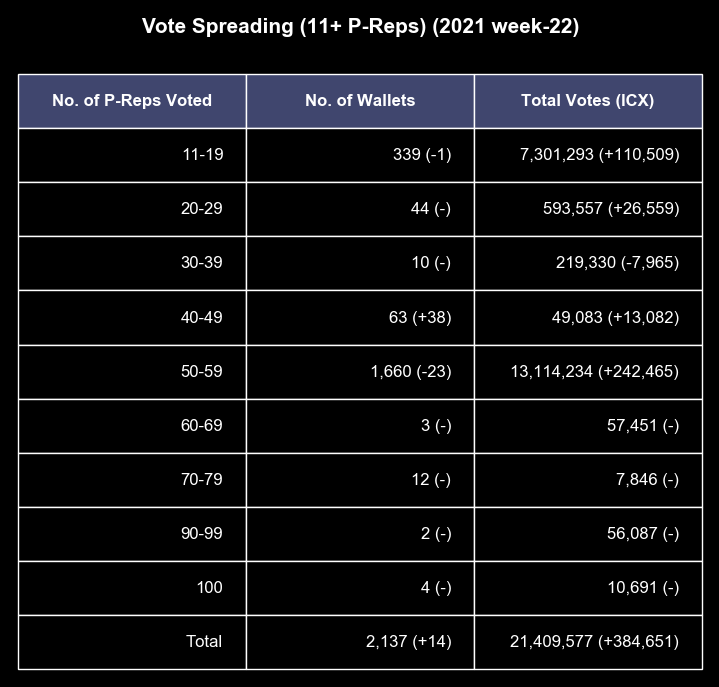 Vote Spreading (11+ P-Reps) (2021 week-22)
No. of P-Reps Voted No. of Wallets Total Votes (ICX)
11-19 339 (-1) 7,301,293 (+110,509)
20-29 44 (-) 593,557 (+26,559)
30-39 10 (-) 219,330 (-7,965)
40-49 63 (+38) 49,083 (+13,082)
50-59 1,660 (-23) 13,114,234 (+242,465)
60-69 3 (-) 57,451 (-)
70-79 12 (-) 7,846 (-)
90-99 2 (-) 56,087 (-)
100 4 (-) 10,691 (-)
Total 2,137 (+14) 21,409,577 (+384,651)